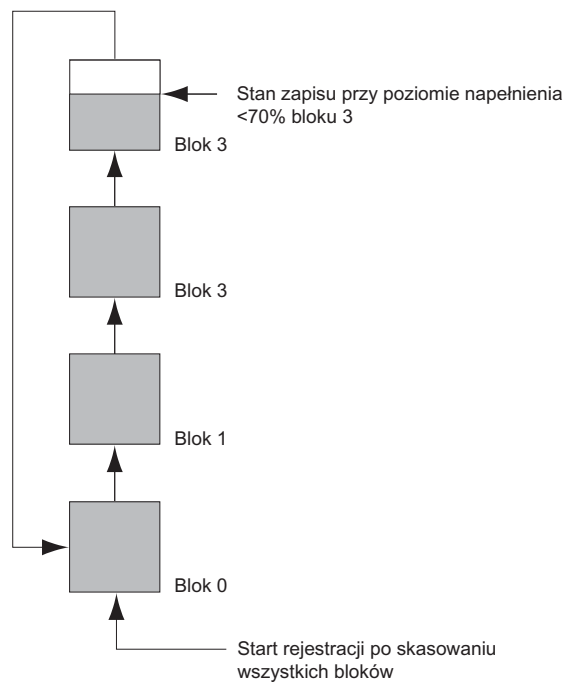 Stan zapisu przy poziomie napełnienia
<70% bloku 3
Blok 3
Blok 3
Blok 1
Blok 0
Start rejestracji po skasowaniu
wszystkich bloków